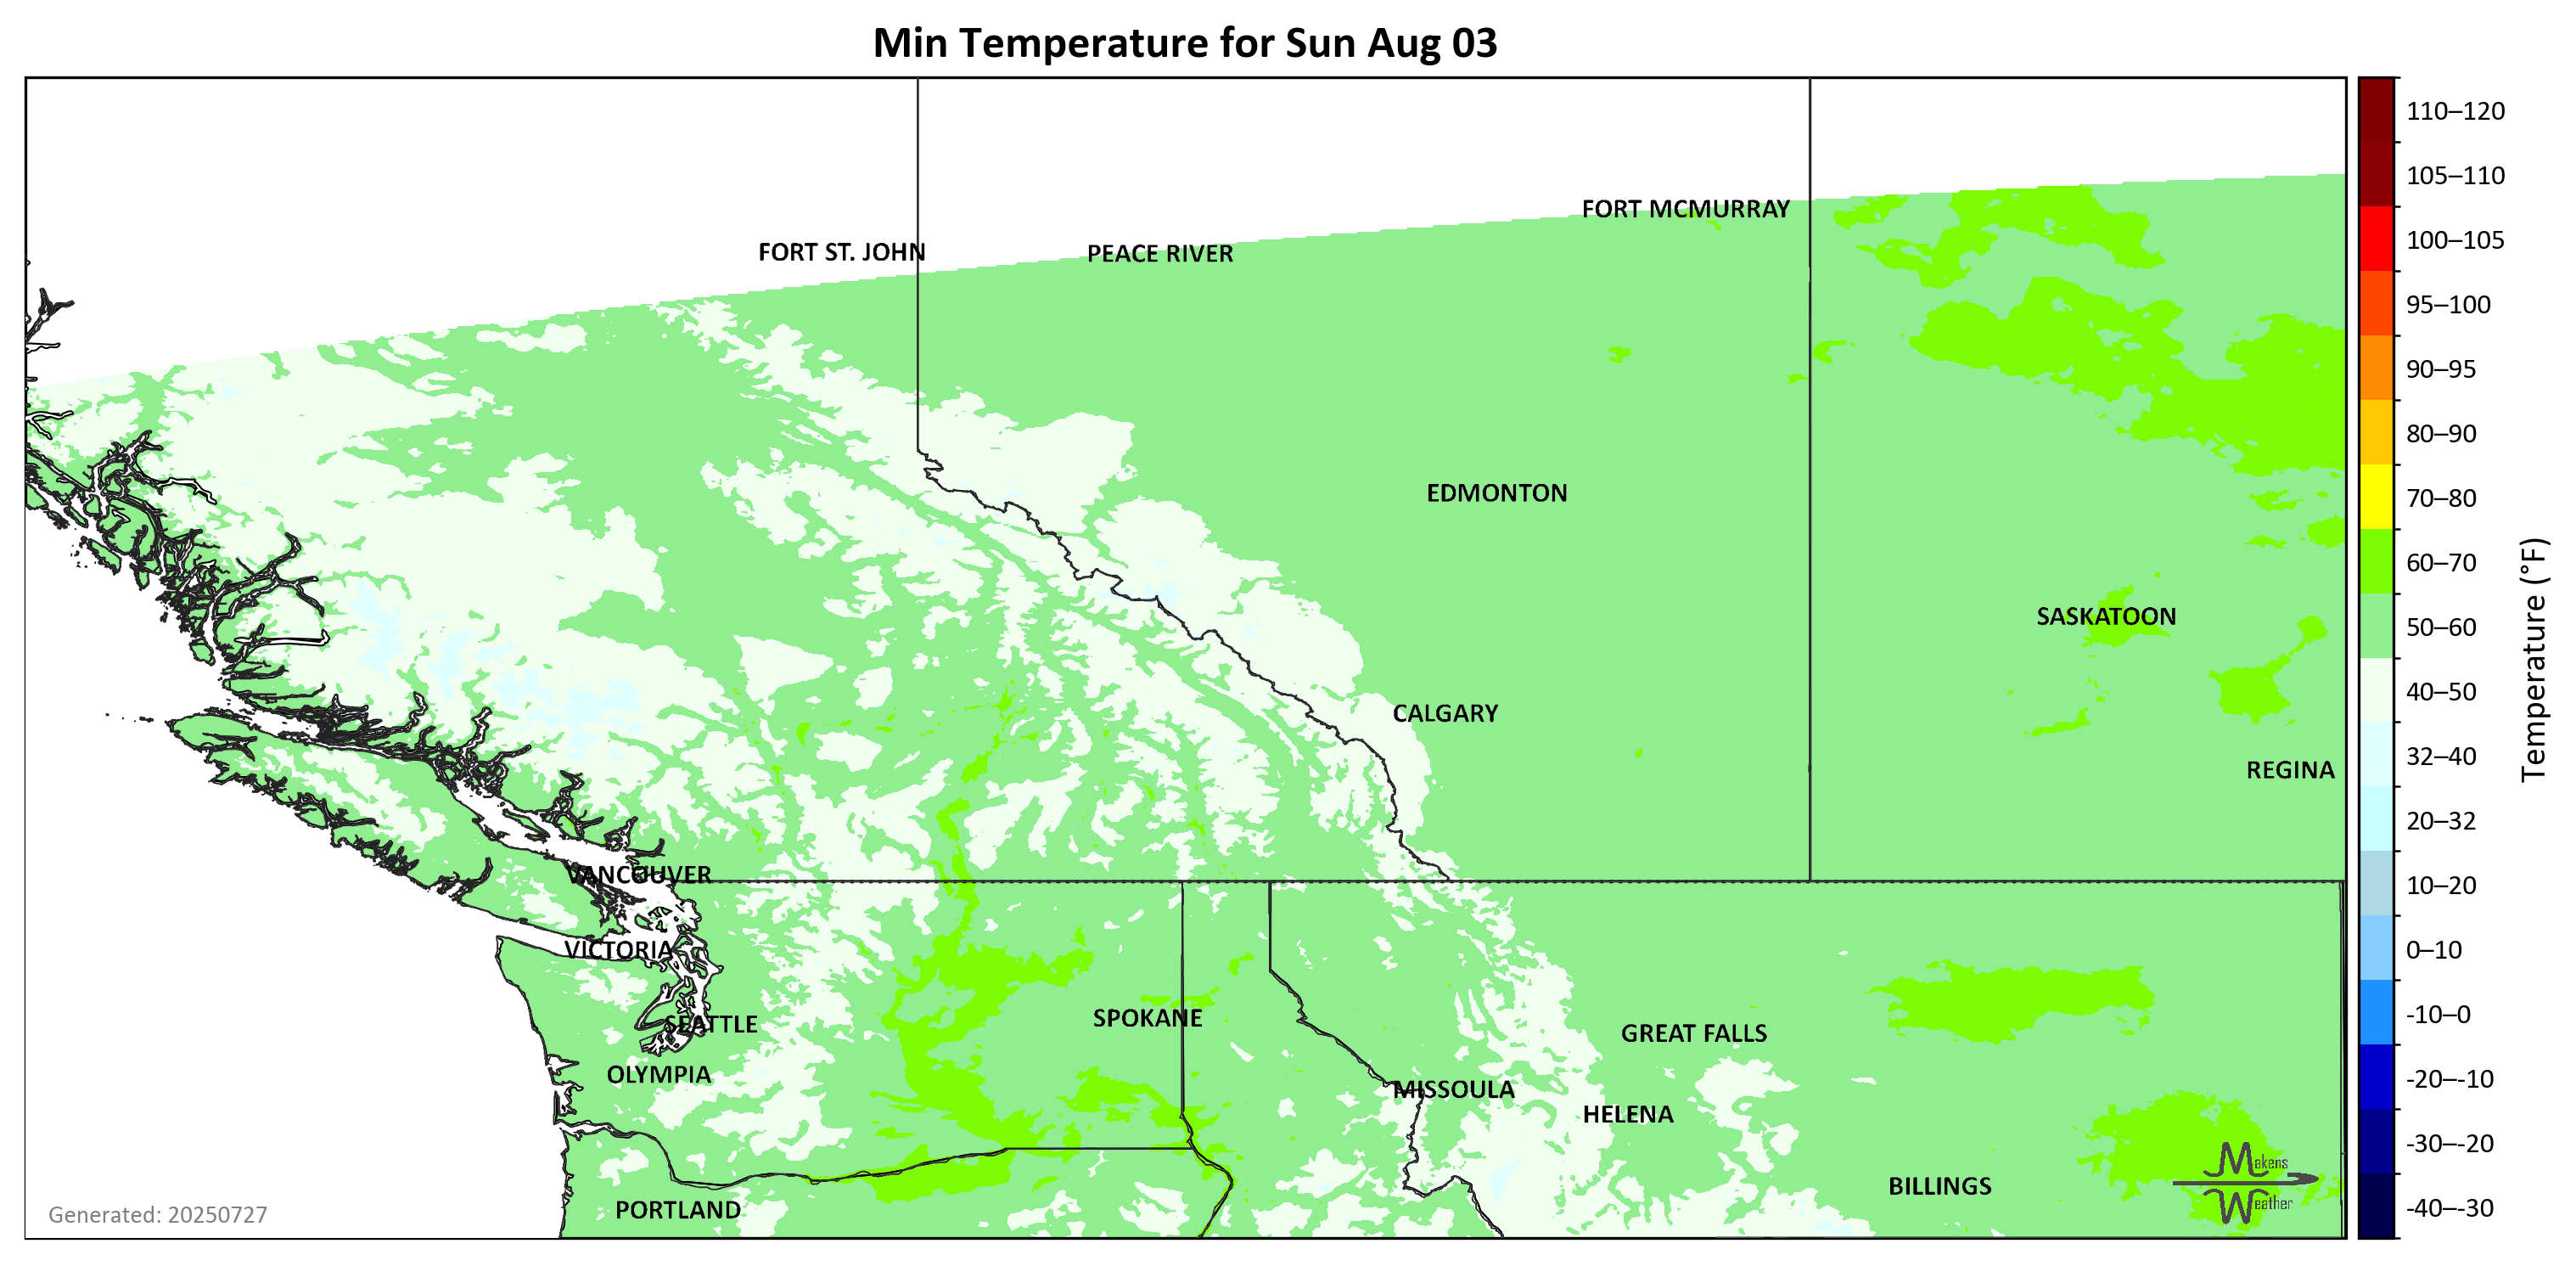 Min Temperature for Sun Aug 03
110–120
105–110
FORT MCMURRAY
100–105
FORT ST. JOHN
PEACE RIVER
95–100
90–95
80–90
EDMONTON
70–80
60–70
SASKATOON
50–60
Temperature (°F)
40–50
CALGARY
32–40
REGINA
20–32
VANCOUVER
10–20
VICTORIA
0–10
SPOKANE
-10–0
SEATTLE
GREAT FALLS
OLYMPIA
-20–-10
MISSOULA
HELENA
-30–-20
Makens
BILLINGS
Weather
PORTLAND
-40–-30
Generated: 20250727